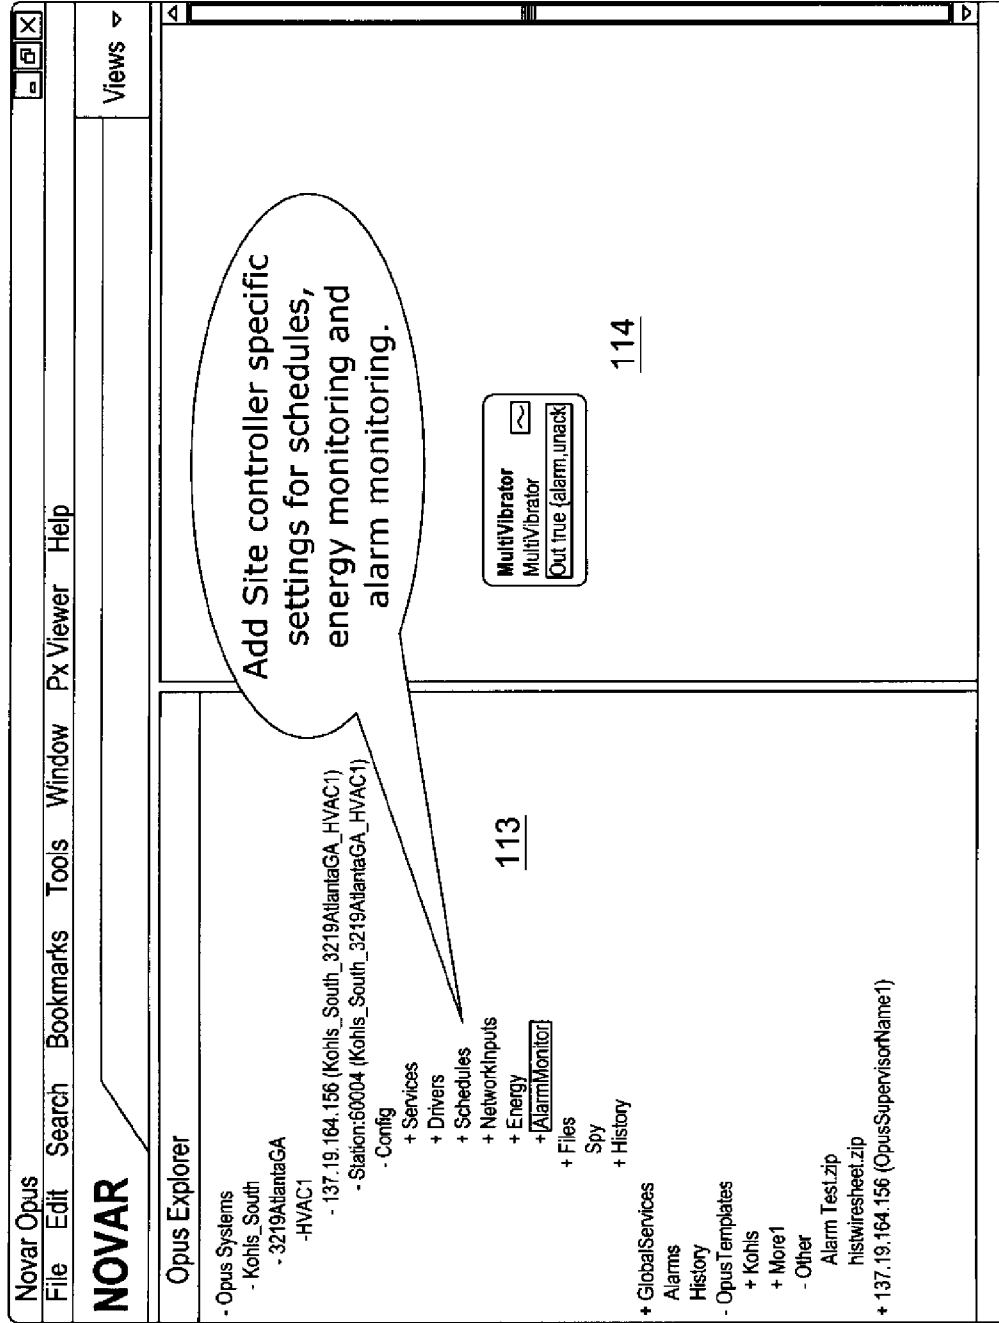 Novar Opus
File Edit Search Bookmarks Tools Window Px Viewer Help
NOVAR
Views
Opus Explorer
- Opus Systems
- Kohls_South
- 3219AtlantaGA
-HVAC1
- 137.19.164.156 (Kohls_South_3219AtlantaGA_HVAC1)
- Station:60004 (Kohls_South_3219AtlantaGA_HVAC1)
- Config
+ Services
+ Drivers
+ Schedules
+ NetworkInputs
+ Energy
+ AlarmMonitor
+ Files
Spy
+ History
+ GlobalServices
Alarms
History
- OpusTemplates
+ Kohls
+ More1
- Other
Alarm Test.zip
histwiresheet.zip
+ 137.19.164.156 (OpusSupervisorName1)
113
Add Site controller specific
settings for schedules,
energy monitoring and
alarm monitoring.
MultiVibrator
MultiVibrator
Out true {alarm,unack
114